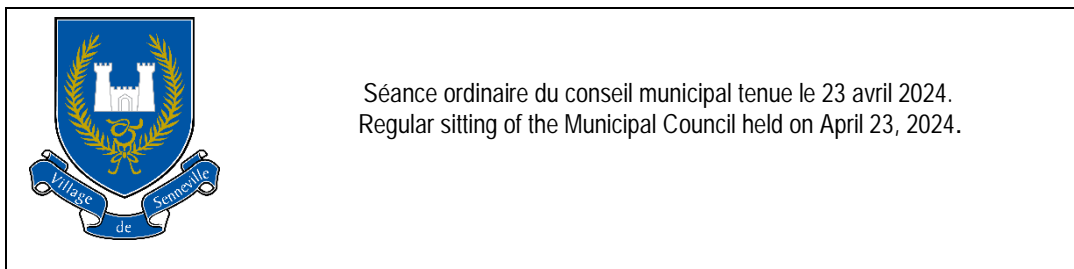 Séance ordinaire du conseil municipal tenue le 23 avril 2024.
Regular sitting of the Municipal Council held on April 23, 2024.
Village de Senneville